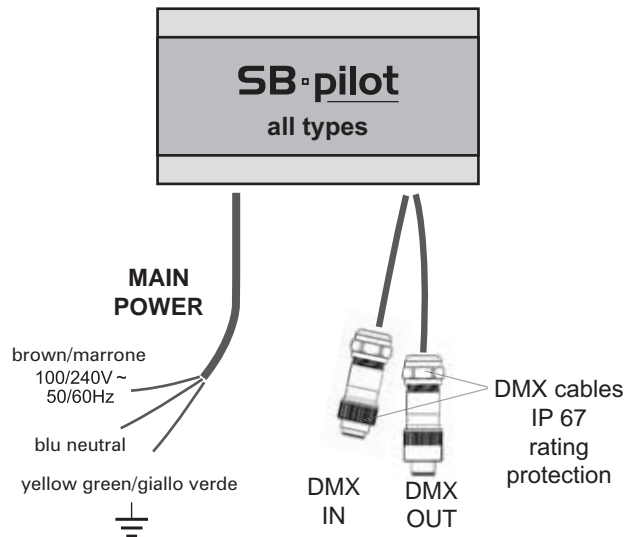 SB pilot
all types
MAIN
POWER
brown/marrone
100/240V ~
50/60Hz
blu neutral
yellow green/giallo verde
DMX
IN
DMX
OUT
DMX cables
IP 67
rating
protection